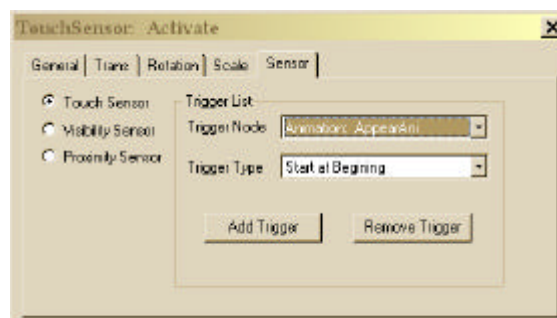 TouchSensor: Activate
General Trans Rotation Scale Sensor
Touch Sensor
Visibility Sensor
Proximity Sensor
Trigger List
Trigger Node Animation: AppearAni
Trigger Type Start at Begining
Add Trigger Remove Trigger